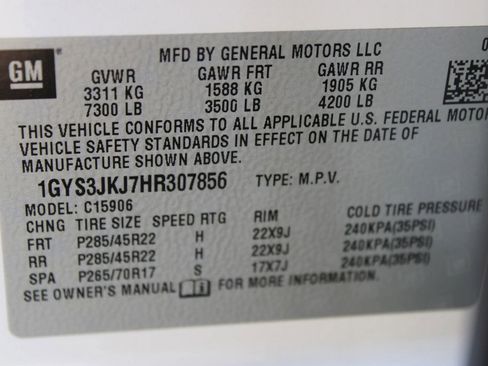 GM
MFD BY GENERAL MOTORS LLC
0
GVWR GAWR FRT GAWR RR
3311 KG 1588 KG 1905 KG
7300 LB 3500 LB 4200 LB
THIS VEHICLE CONFORMS TO ALL APPLICABLE U.S. FEDERAL MOTOR
VEHICLE SAFETY STANDARDS IN EFFECT ON THE DATE OF
MANUFACTURE SHOWN ABOVE.
1GYS3JKJ7HR307856 TYPE: M.P.V.
MODEL: C15906
CHNG TIRE SIZE SPEED RTG RIM COLD TIRE PRESSURE
FRT P285/45R22 H 22X9J 240KPA(35PSI)
RR P285/45R22 H 22X9J 240KPA(35PSI)
SPA P265/70R17 S 17X7J 240KPA(35PSI)
SEE OWNER'S MANUAL FOR MORE INFORMATION.